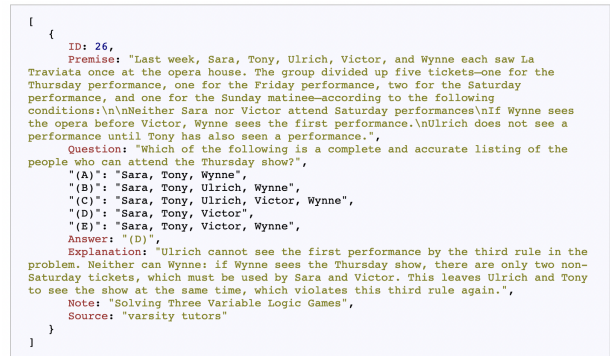 [
{
ID: 26,
Premise: "Last week, Sara, Tony, Ulrich, Victor, and Wynne each saw La
Traviata once at the opera house. The group divided up five tickets—one for the
Thursday performance, one for the Friday performance, two for the Saturday
performance, and one for the Sunday matinee—according to the following
conditions:\n\nNeither Sara nor Victor attend Saturday performances\nIf Wynne sees
the opera before Victor, Wynne sees the first performance.\nUlrich does not see a
performance until Tony has also seen a performance.",
Question: "Which of the following is a complete and accurate listing of the
people who can attend the Thursday show?",
"(A)": "Sara, Tony, Wynne",
"(B)": "Sara, Tony, Ulrich, Wynne",
"(C)": "Sara, Tony, Ulrich, Victor, Wynne",
"(D)": "Sara, Tony, Victor",
"(E)": "Sara, Tony, Victor, Wynne",
Answer: "(D)",
Explanation: "Ulrich cannot see the first performance by the third rule in the
problem. Neither can Wynne: if Wynne sees the Thursday show, there are only two non-
Saturday tickets, which must be used by Sara and Victor. This leaves Ulrich and Tony
to see the show at the same time, which violates this third rule again.",
Note: "Solving Three Variable Logic Games",
Source: "varsity tutors"
}
]